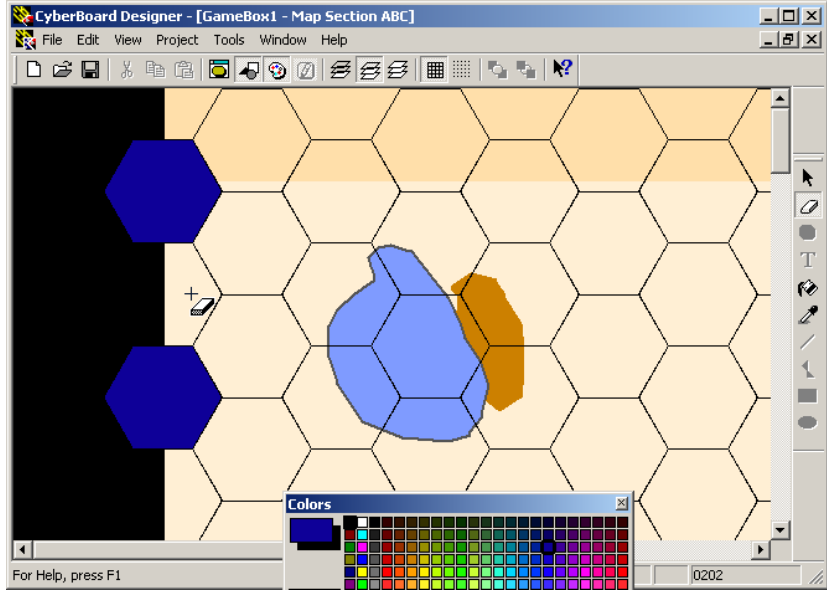 CyberBoard Designer - [GameBox1 - Map Section ABC]
File Edit View Project Tools Window Help
T
Colors
For Help, press F1
0202